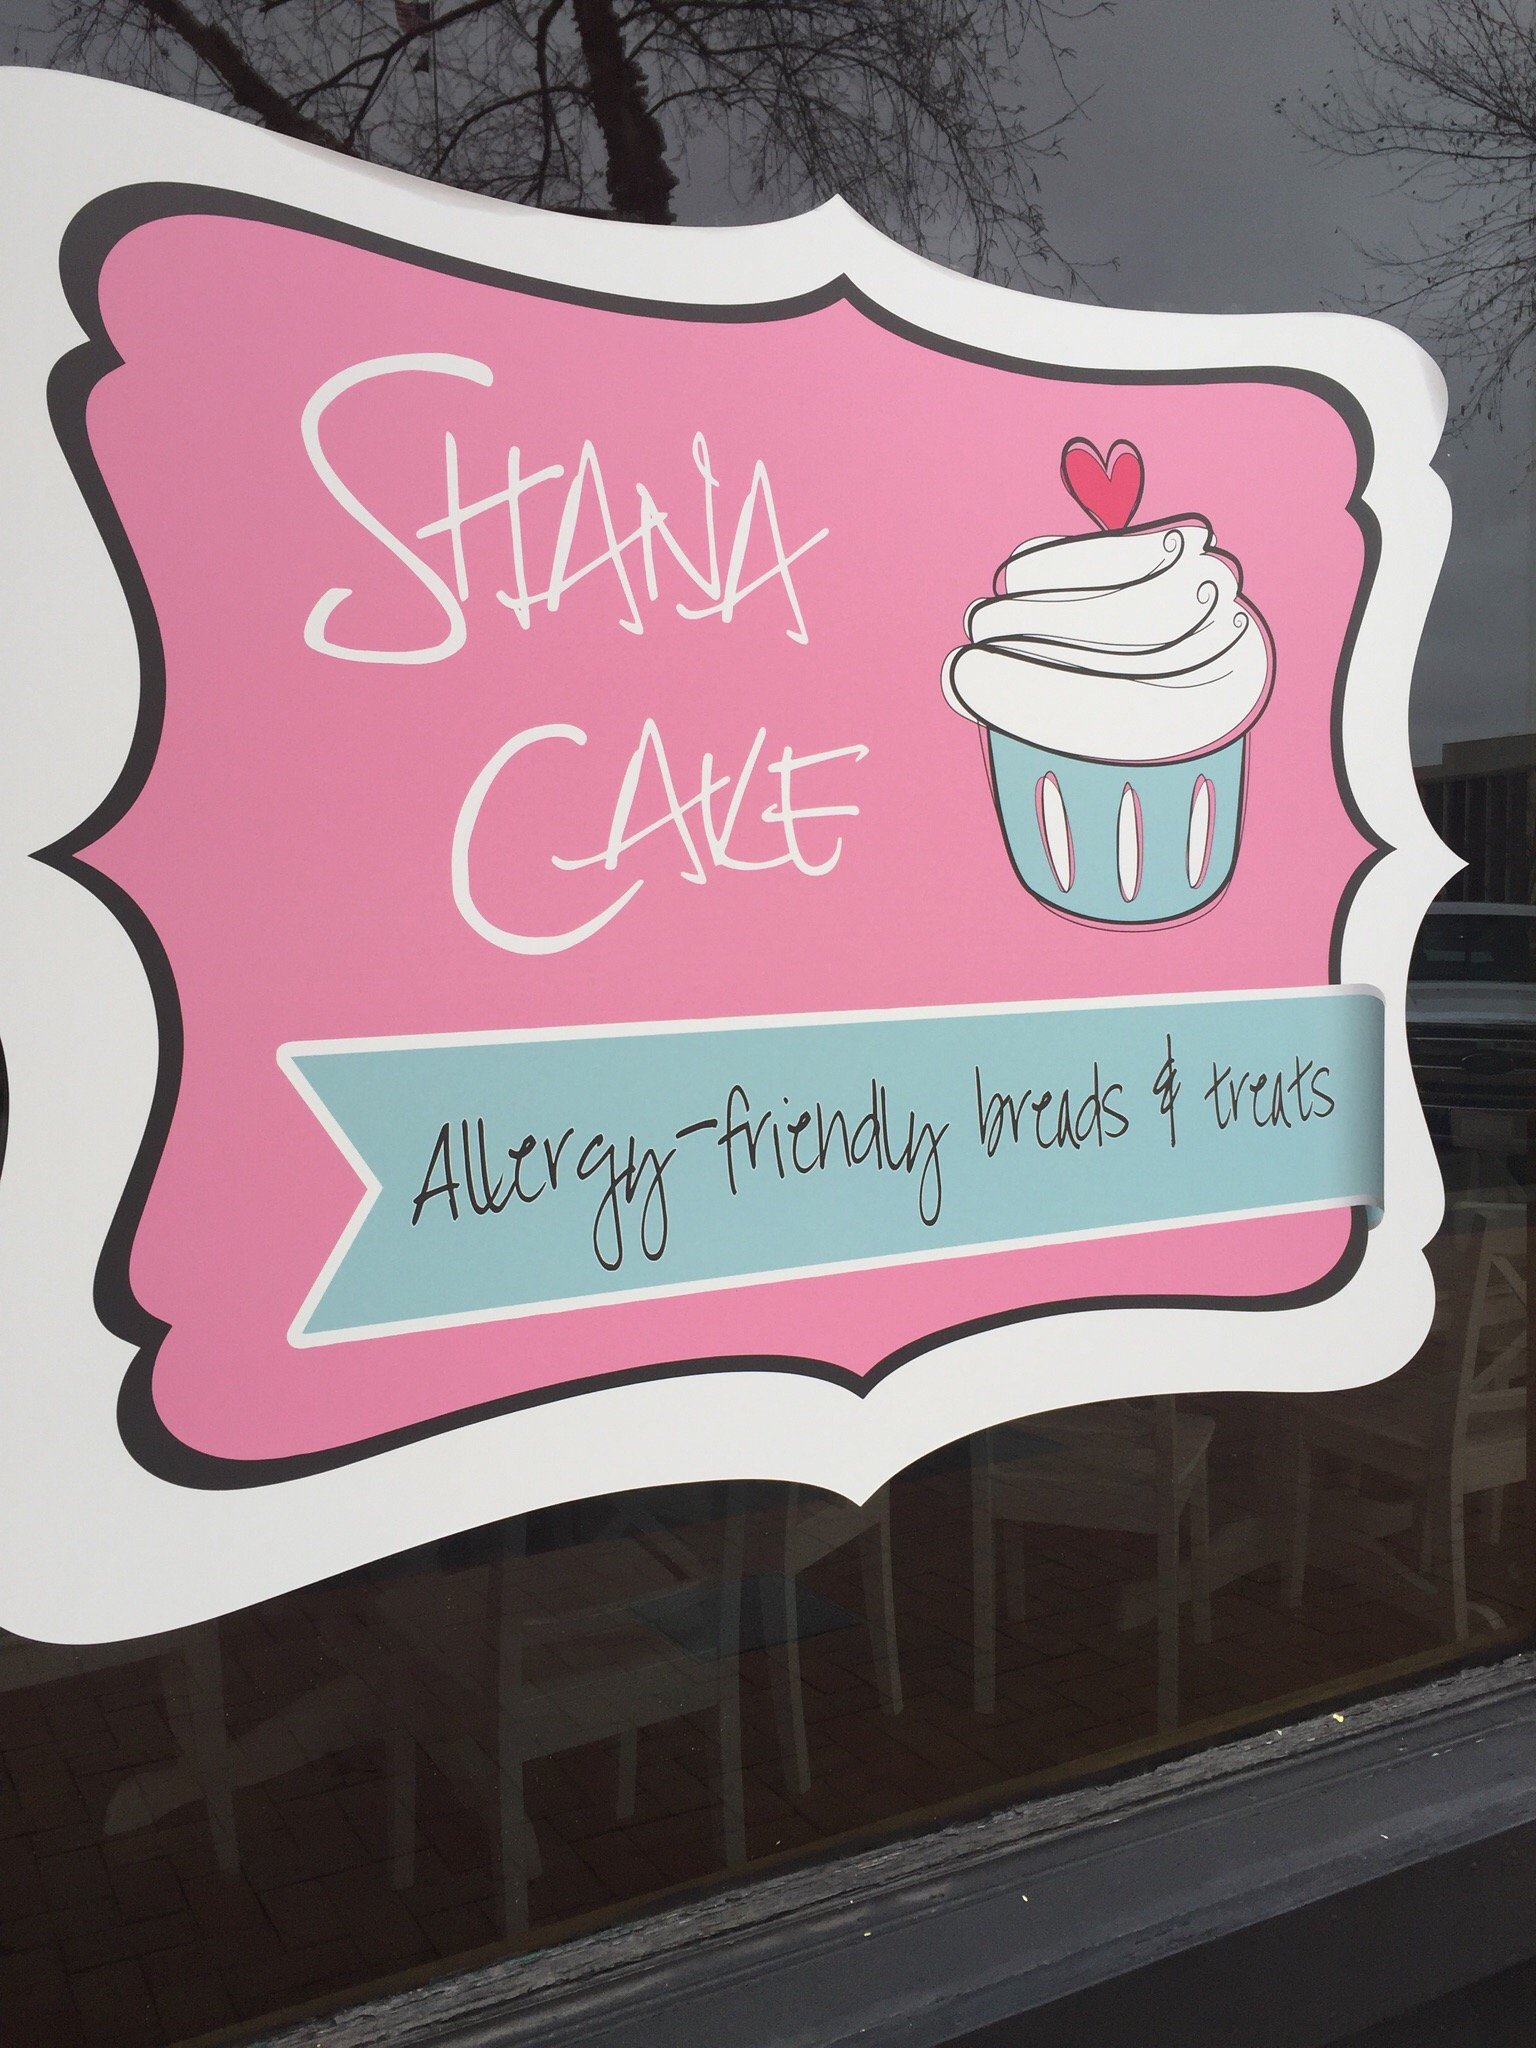 SHANA
CAKE
Allergy-friendly breads & treats